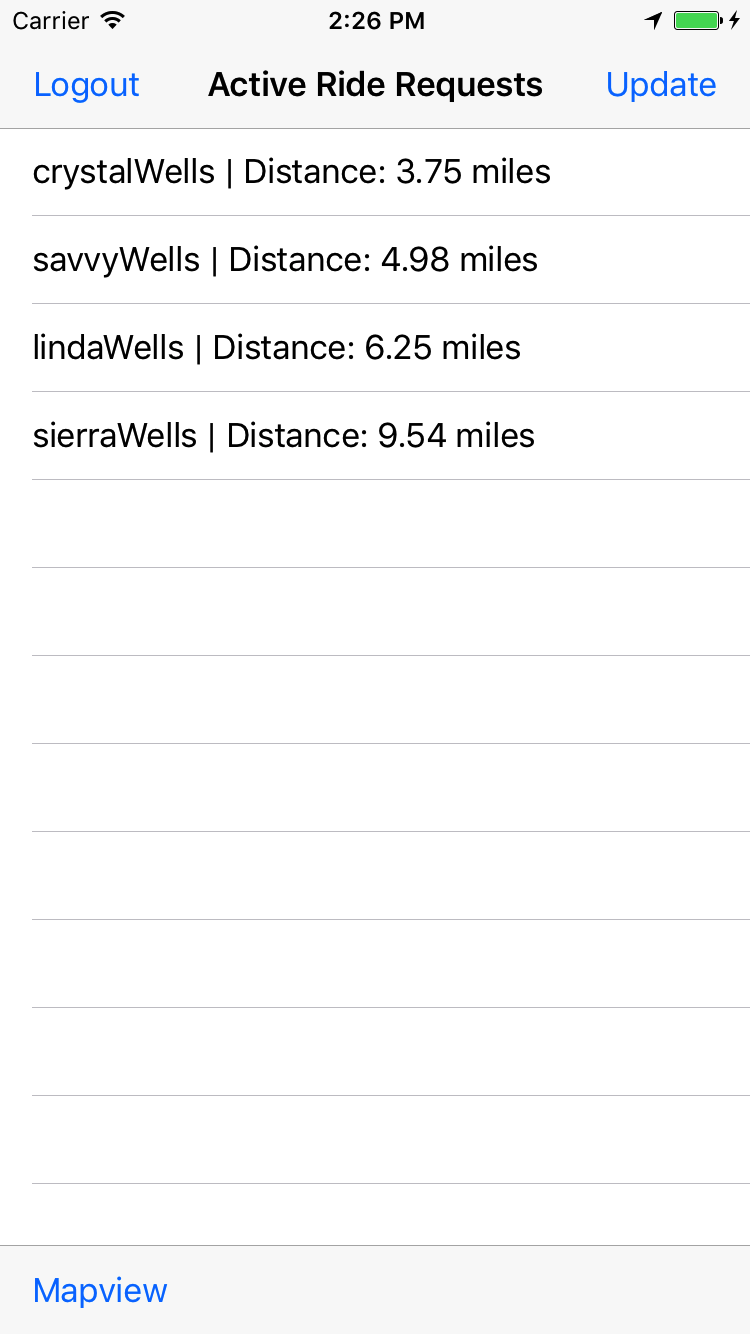 Carrier 2:26 PM
Logout Active Ride Requests Update
crystalWells | Distance: 3.75 miles
savvyWells | Distance: 4.98 miles
lindaWells | Distance: 6.25 miles
sierraWells | Distance: 9.54 miles
Mapview